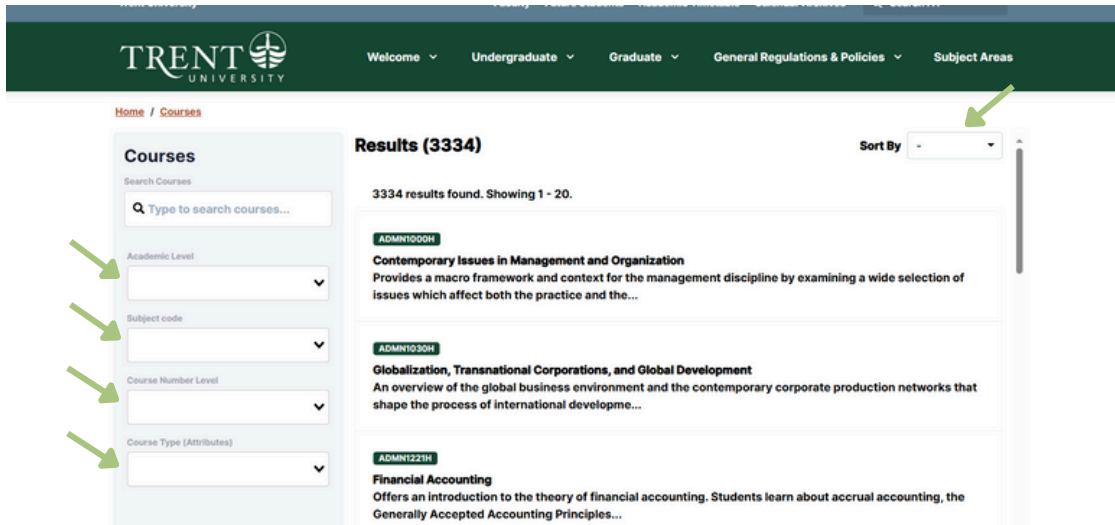 TRENT
UNIVERSITY
Welcome
Undergraduate
Graduate
General Regulations & Policies
Subject Areas
Home / Courses
Courses
Search Courses
Type to search courses...
Academic Level
Subject code
Course Number Level
Course Type (Attributes)
Results (3334)
Sort By -
3334 results found. Showing 1 - 20.
ADMN1000H
Contemporary Issues in Management and Organization
Provides a macro framework and context for the management discipline by examining a wide selection of
issues which affect both the practice and the...
ADMN1030H
Globalization, Transnational Corporations, and Global Development
An overview of the global business environment and the contemporary corporate production networks that
shape the process of international developme...
ADMN1221H
Financial Accounting
Offers an introduction to the theory of financial accounting. Students learn about accrual accounting, the
Generally Accepted Accounting Principles...